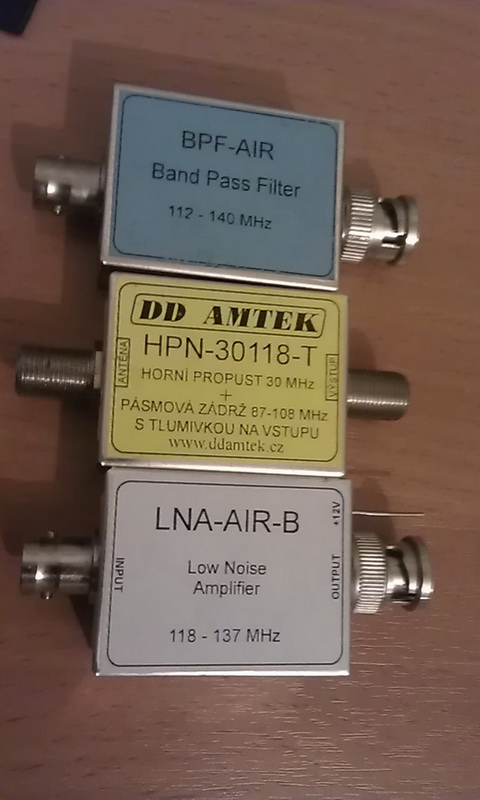 BPF-AIR
Band Pass Filter
112 - 140 MHz
DD AMTEK
HPN-30118-T
ANTÉNA
HORNÍ PROPUST 30 MHz
+
PÁSMOVÁ ZÁDRŽ 87-108 MHz
S TLUMIVKOU NA VSTUPU
www.ddamtek.cz
VÝSTUP
LNA-AIR-B
Low Noise
Amplifier
118 - 137 MHz
INPUT
OUTPUT +12V